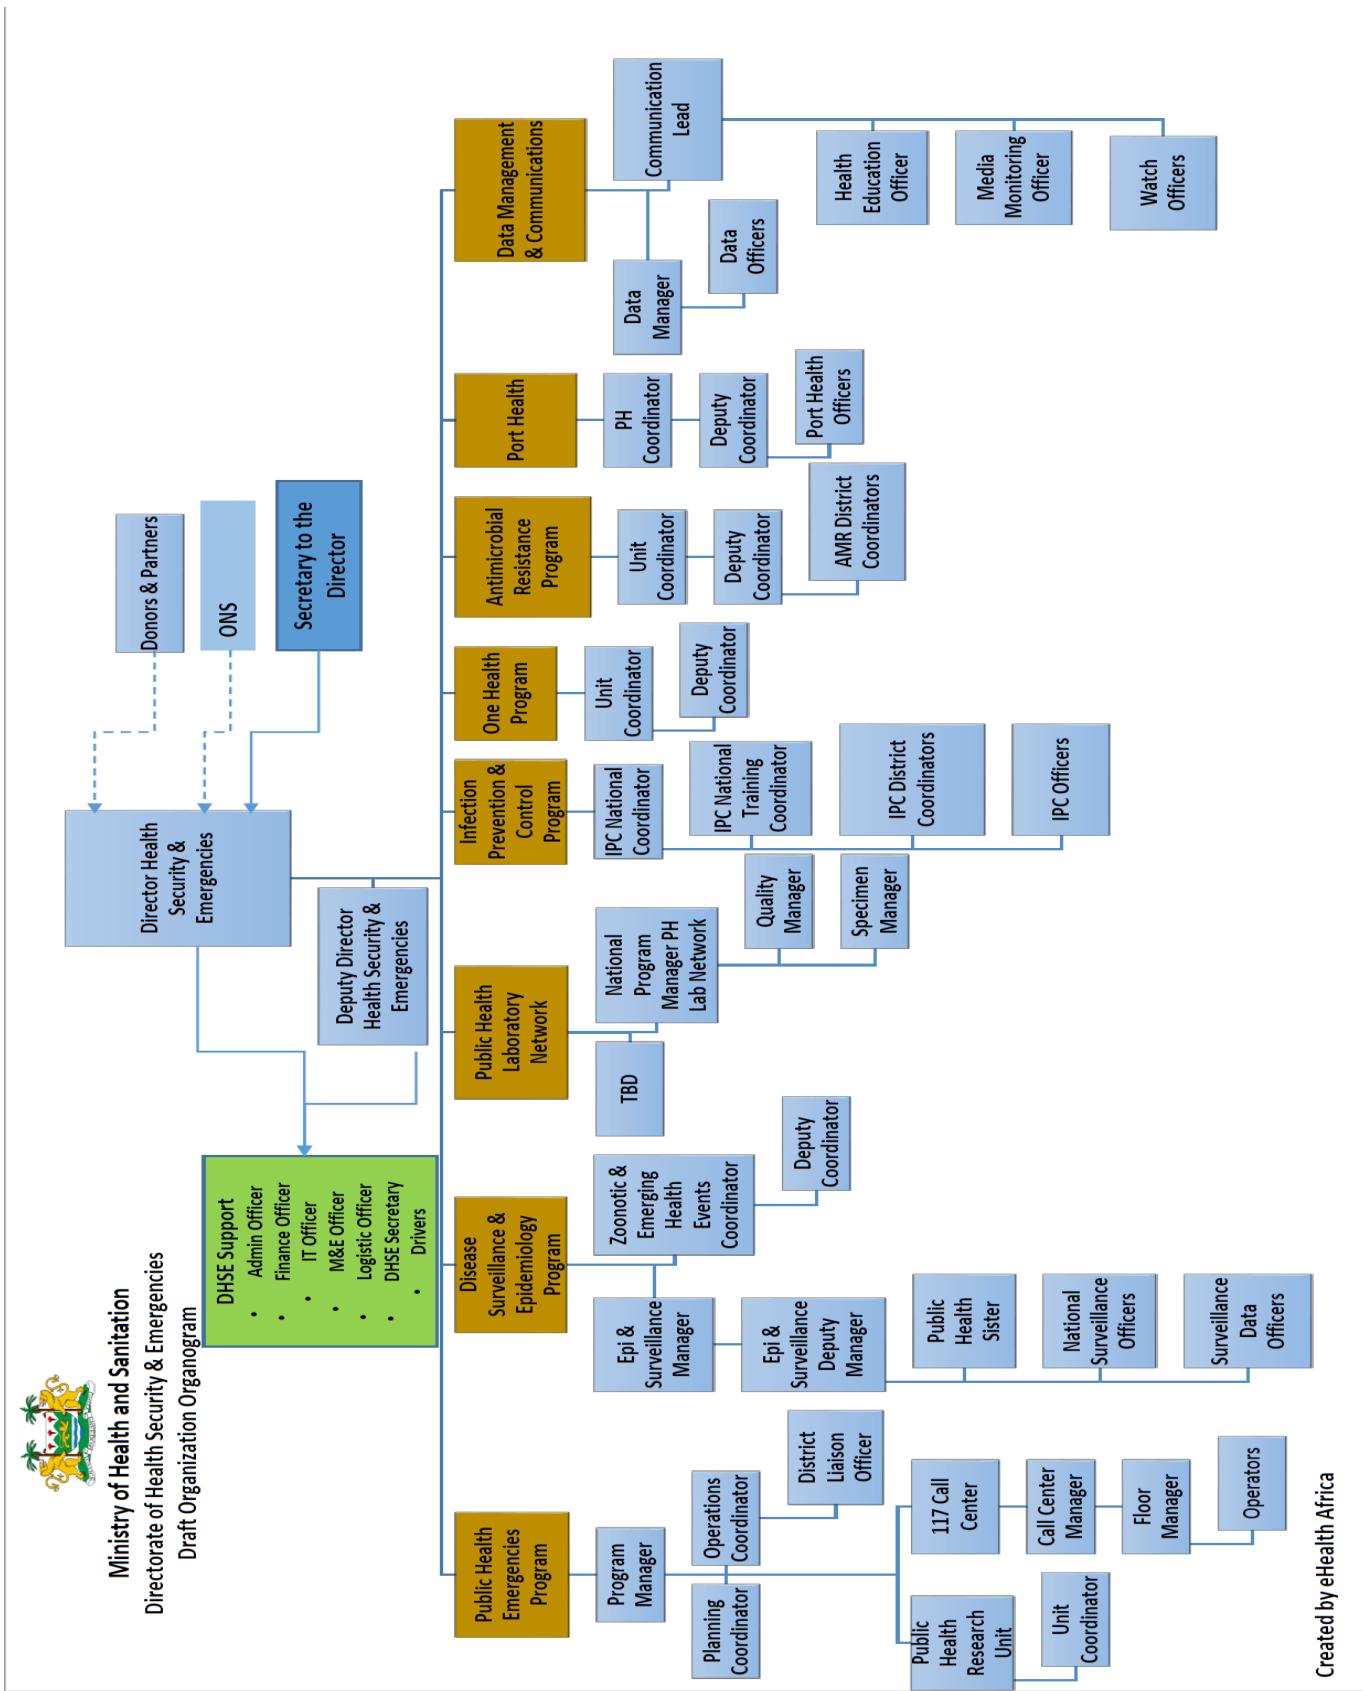 Ministry of Health and Sanitation
Directorate of Health Security & Emergencies
Draft Organization Organogram
Director Health
Security &
Emergencies
Donors & Partners
ONS
Secretary to the
Director
Deputy Director
Health Security &
Emergencies
DHSE Support
• Admin Officer
• Finance Officer
• IT Officer
• M&E Officer
• Logistic Officer
• DHSE Secretary
• Drivers
Public Health
Emergencies
Program
Program
Manager
Planning
Coordinator
Operations
Coordinator
District
Liaison
Officer
Public
Health
Research
Unit
Unit
Coordinator
117 Call
Center
Call Center
Manager
Floor
Manager
Operators
Disease
Surveillance &
Epidemiology
Program
Epi &
Surveillance
Manager
Epi &
Surveillance
Deputy
Manager
Public
Health
Sister
National
Surveillance
Officers
Surveillance
Data
Officers
Zoonotic &
Emerging
Health
Events
Coordinator
Deputy
Coordinator
Public Health
Laboratory
Network
TBD
National
Program
Manager PH
Lab Network
Quality
Manager
Specimen
Manager
Infection
Prevention &
Control
Program
IPC National
Coordinator
IPC National
Training
Coordinator
IPC District
Coordinators
IPC Officers
One Health
Program
Unit
Coordinator
Deputy
Coordinator
Antimicrobial
Resistance
Program
Unit
Coordinator
Deputy
Coordinator
AMR District
Coordinators
Port Health
PH
Coordinator
Deputy
Coordinator
Port Health
Officers
Data Management
& Communications
Data
Manager
Data
Officers
Communication
Lead
Health
Education
Officer
Media
Monitoring
Officer
Watch
Officers
Created by eHealth Africa